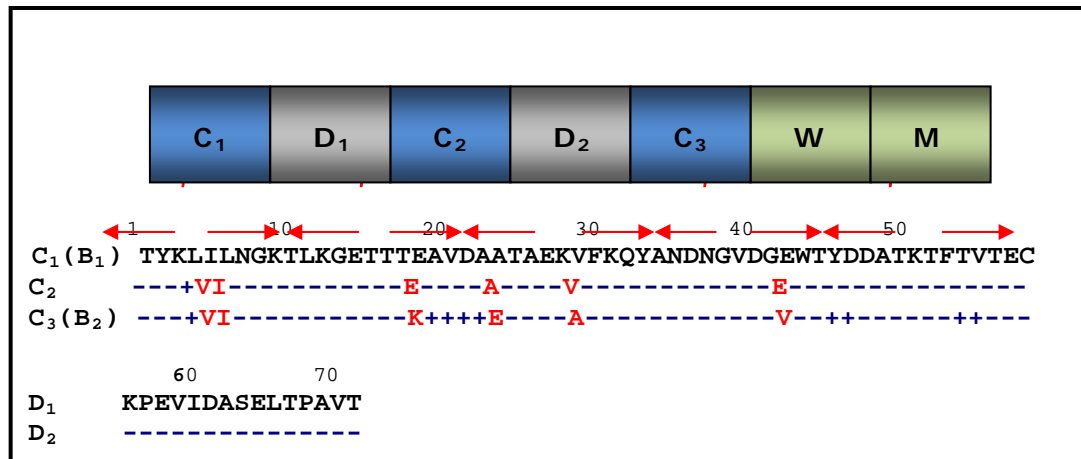 C₁ D₁ C₂ D₂ C₃ W M
1 10 20 30 40 50
C₁(B₁) TYKLILNGKTLKGETTTEAVDAATAEKVFKQYANDNGVDGEWTYDDATKTFTVTEC
C₂ ---+VI-----------E----A----V------------E---------------
C₃(B₂) ---+VI-----------K++++E----A------------V--++------++---
60 70
D₁ KPEVIDASELTPAVT
D₂ ---------------